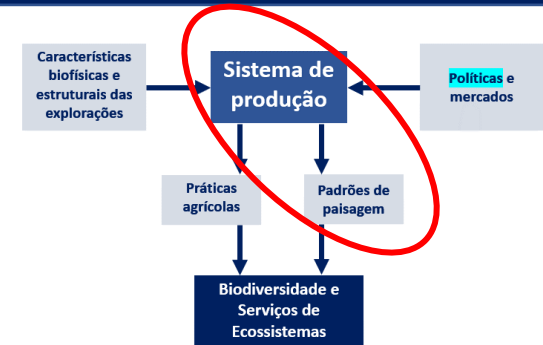 Características
biofísicas e
estruturais das
explorações
Sistema de
produção
Políticas e
mercados
Práticas
agrícolas
Padrões de
paisagem
Biodiversidade e
Serviços de
Ecossistemas